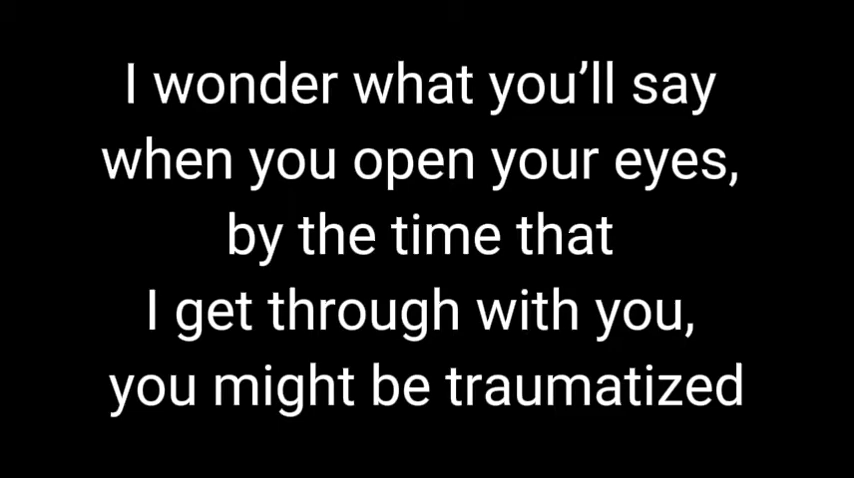 I wonder what you’ll say
when you open your eyes,
by the time that
I get through with you,
you might be traumatized